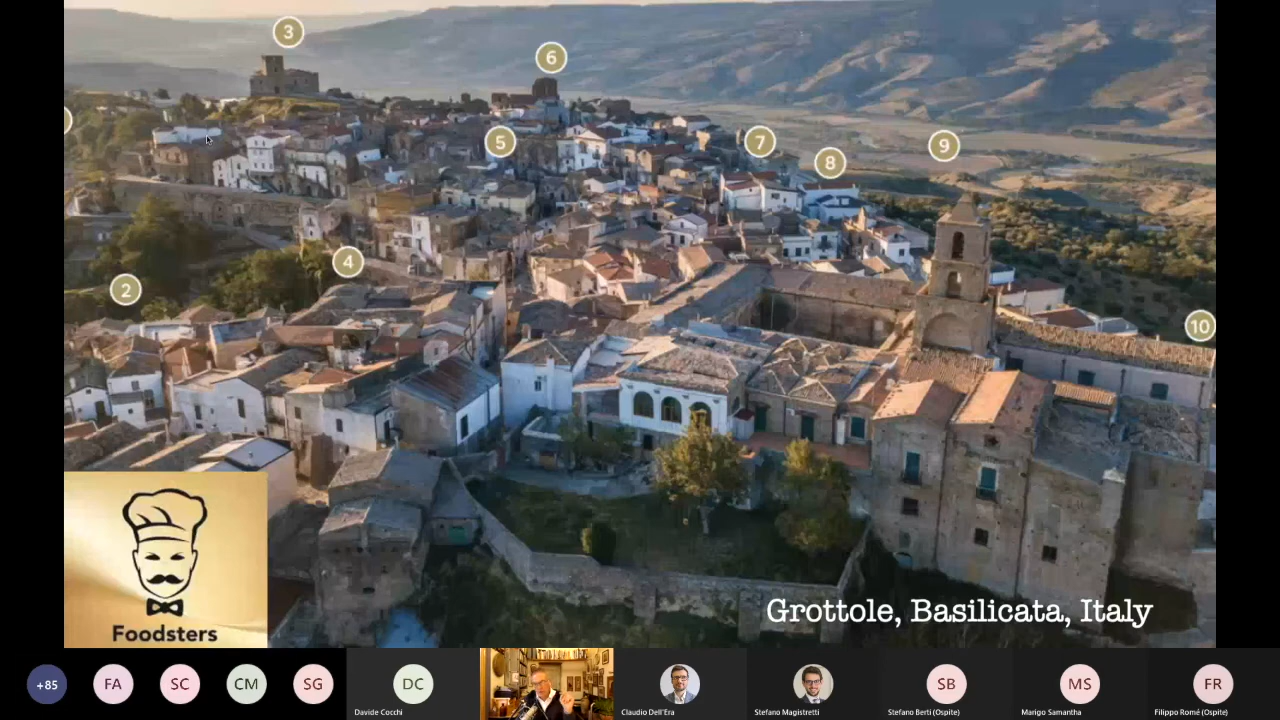 3
6
5
7
8
9
4
2
10
Grottole, Basilicata, Italy
Foodsters
+85
FA
SC
CM
SG
DC
Davide Cocchi
Claudio Dell'Era
Stefano Magistretti
SB
Stefano Berti (Ospite)
MS
Marigo Samantha
FR
Filippo Romé (Ospite)